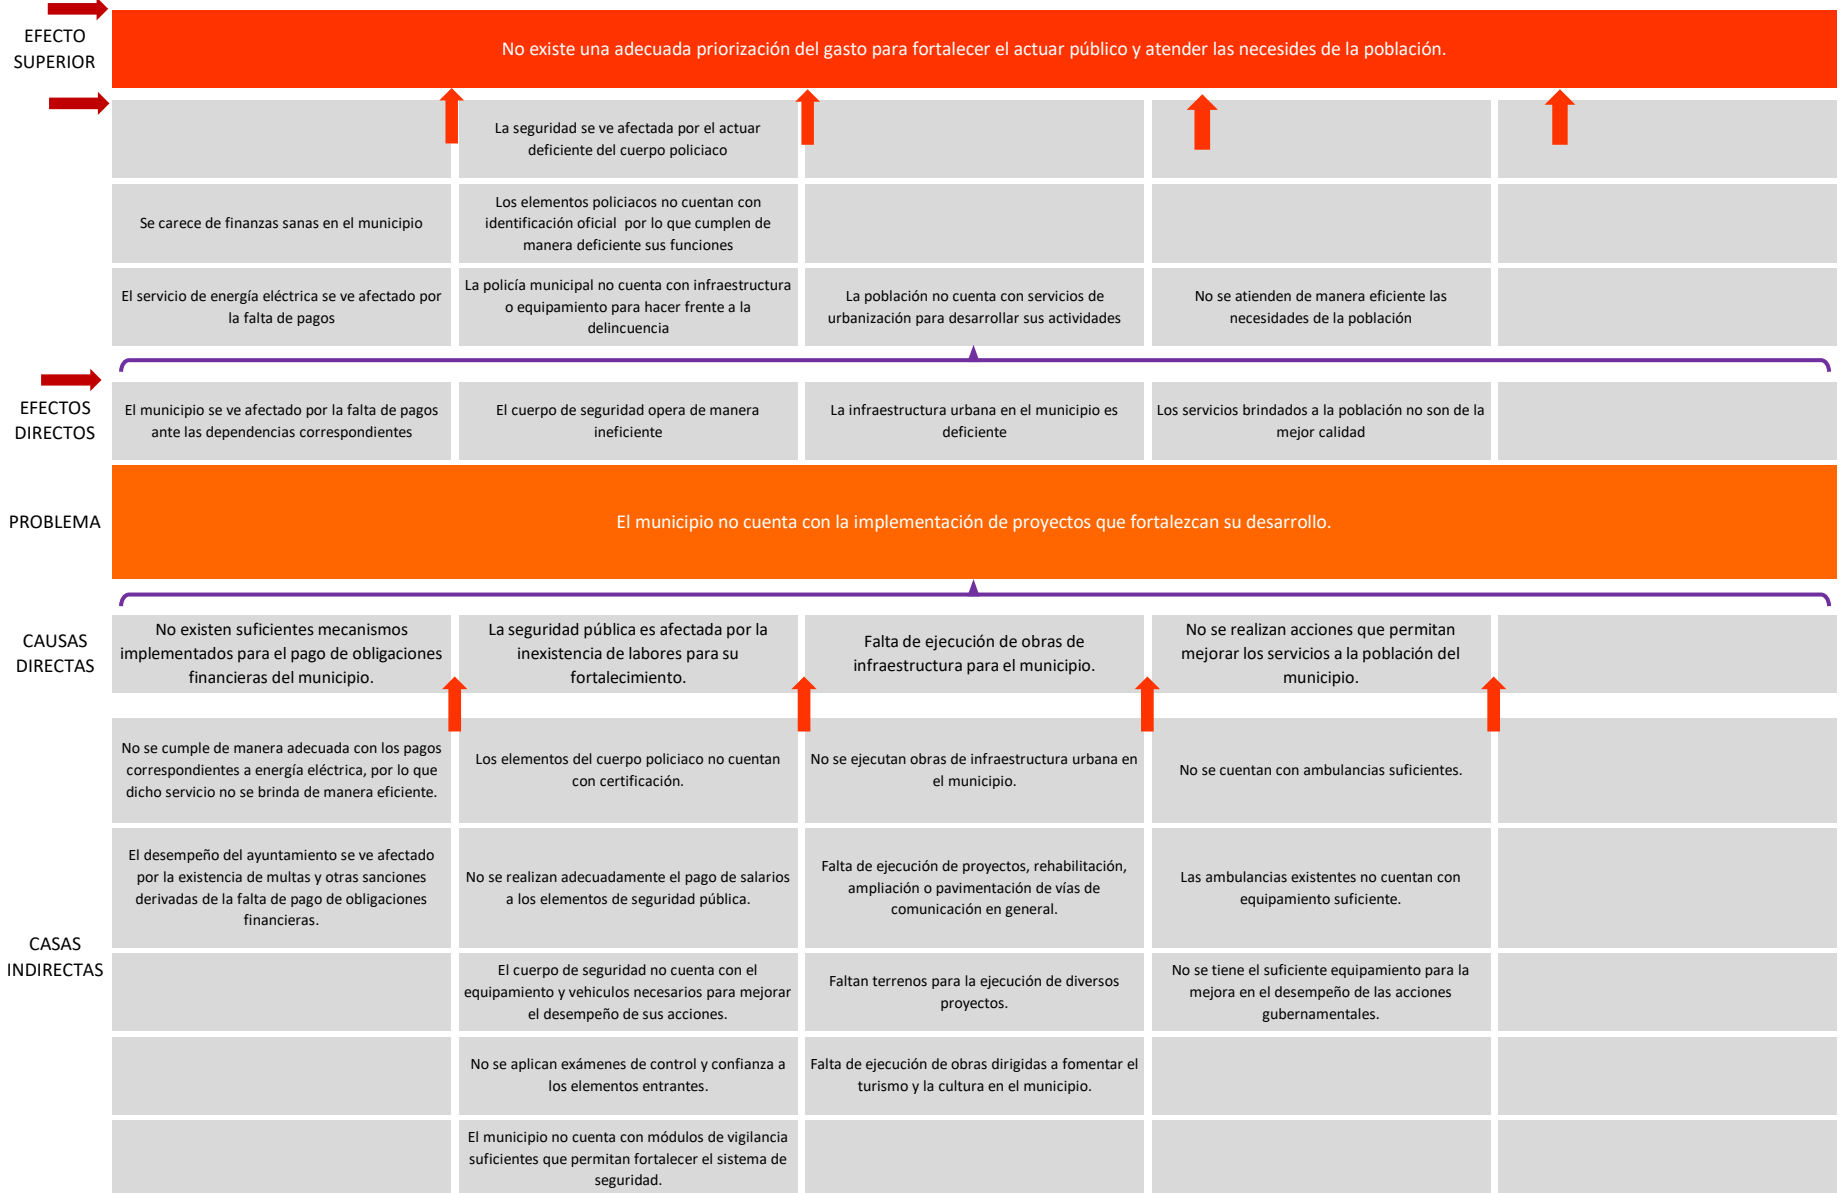 EFECTO
SUPERIOR
No existe una adecuada priorización del gasto para fortalecer el actuar público y atender las necesides de la población.
La seguridad se ve afectada por el actuar
deficiente del cuerpo policiaco
Se carece de finanzas sanas en el municipio
Los elementos policiacos no cuentan con
identificación oficial por lo que cumplen de
manera deficiente sus funciones
El servicio de energía eléctrica se ve afectado por
la falta de pagos
La policía municipal no cuenta con infraestructura
o equipamiento para hacer frente a la
delincuencia
La población no cuenta con servicios de
urbanización para desarrollar sus actividades
No se atienden de manera eficiente las
necesidades de la población
EFECTOS
DIRECTOS
El municipio se ve afectado por la falta de pagos
ante las dependencias correspondientes
El cuerpo de seguridad opera de manera
ineficiente
La infraestructura urbana en el municipio es
deficiente
Los servicios brindados a la población no son de la
mejor calidad
PROBLEMA
El municipio no cuenta con la implementación de proyectos que fortalezcan su desarrollo.
CAUSAS
DIRECTAS
No existen suficientes mecanismos
implementados para el pago de obligaciones
financieras del municipio.
La seguridad pública es afectada por la
inexistencia de labores para su
fortalecimiento.
Falta de ejecución de obras de
infraestructura para el municipio.
No se realizan acciones que permitan
mejorar los servicios a la población del
municipio.
CASAS
INDIRECTAS
No se cumple de manera adecuada con los pagos
correspondientes a energía eléctrica, por lo que
dicho servicio no se brinda de manera eficiente.
Los elementos del cuerpo policiaco no cuentan
con certificación.
No se ejecutan obras de infraestructura urbana en
el municipio.
No se cuentan con ambulancias suficientes.
El desempeño del ayuntamiento se ve afectado
por la existencia de multas y otras sanciones
derivadas de la falta de pago de obligaciones
financieras.
No se realizan adecuadamente el pago de salarios
a los elementos de seguridad pública.
Falta de ejecución de proyectos, rehabilitación,
ampliación o pavimentación de vías de
comunicación en general.
Las ambulancias existentes no cuentan con
equipamiento suficiente.
El cuerpo de seguridad no cuenta con el
equipamiento y vehiculos necesarios para mejorar
el desempeño de sus acciones.
Faltan terrenos para la ejecución de diversos
proyectos.
No se tiene el suficiente equipamiento para la
mejora en el desempeño de las acciones
gubernamentales.
No se aplican exámenes de control y confianza a
los elementos entrantes.
Falta de ejecución de obras dirigidas a fomentar el
turismo y la cultura en el municipio.
El municipio no cuenta con módulos de vigilancia
suficientes que permitan fortalecer el sistema de
seguridad.